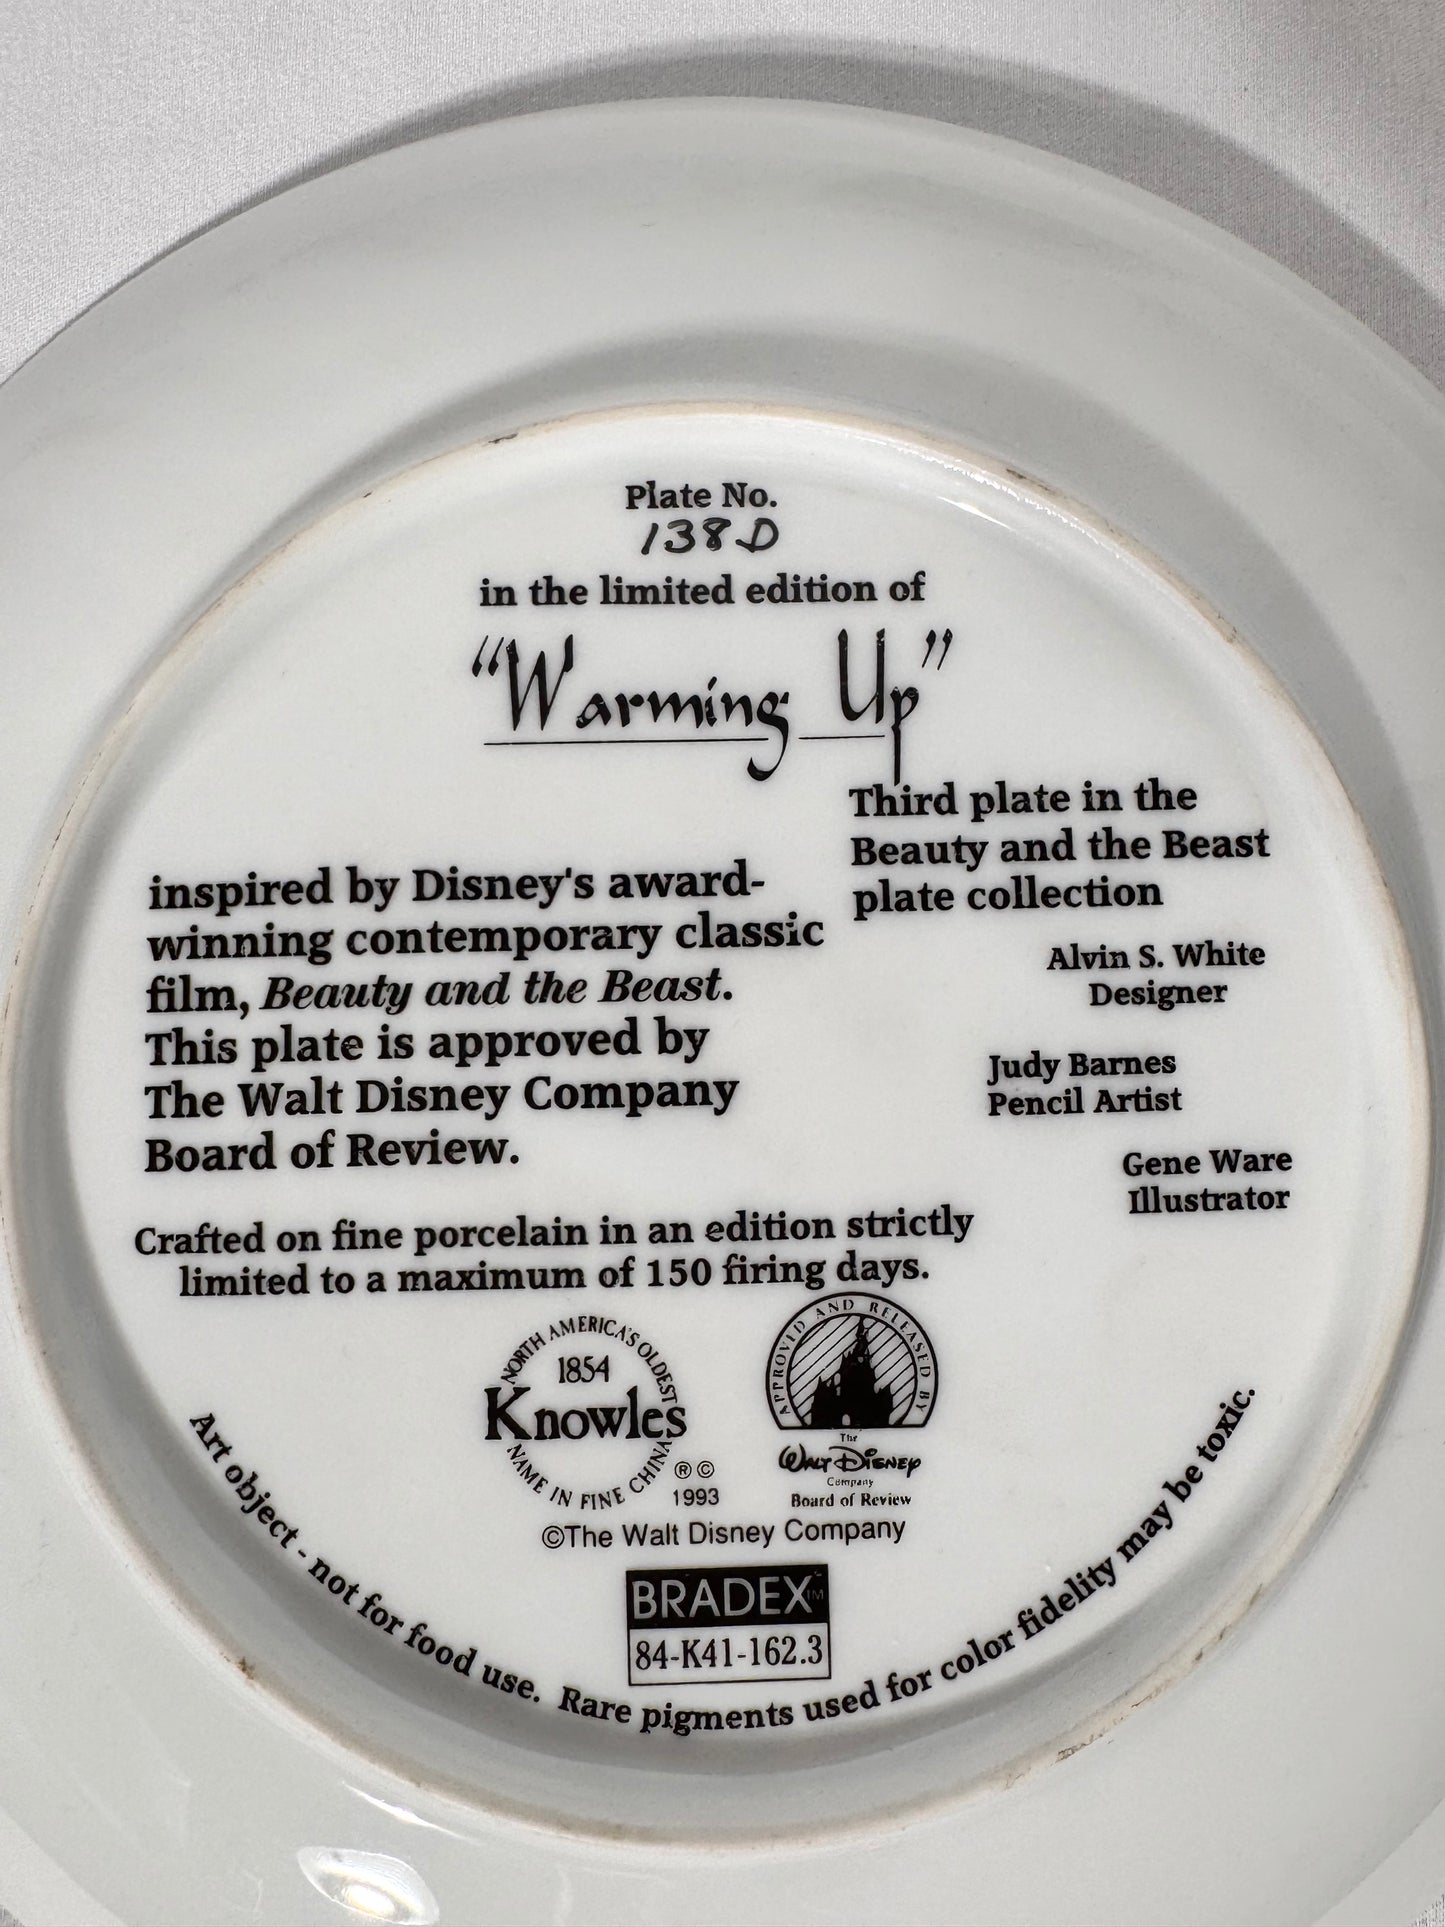 Plate No.
138D
in the limited edition of
"Warming Up"
Third plate in the
Beauty and the Beast
plate collection
inspired by Disney's award-
winning contemporary classic
film, Beauty and the Beast.
This plate is approved by
The Walt Disney Company
Board of Review.
Alvin S. White
Designer
Judy Barnes
Pencil Artist
Gene Ware
Illustrator
Crafted on fine porcelain in an edition strictly
limited to a maximum of 150 firing days.
NORTH AMERICA'S OLDEST
1854
Knowles
NAME IN FINE CHINA
®©
1993
APPROVED AND RELEASED BY
The
WALT DISNEY
Company
Board of Review
©The Walt Disney Company
BRADEX™
84-K41-162.3
Art object - not for food use. Rare pigments used for color fidelity may be toxic.